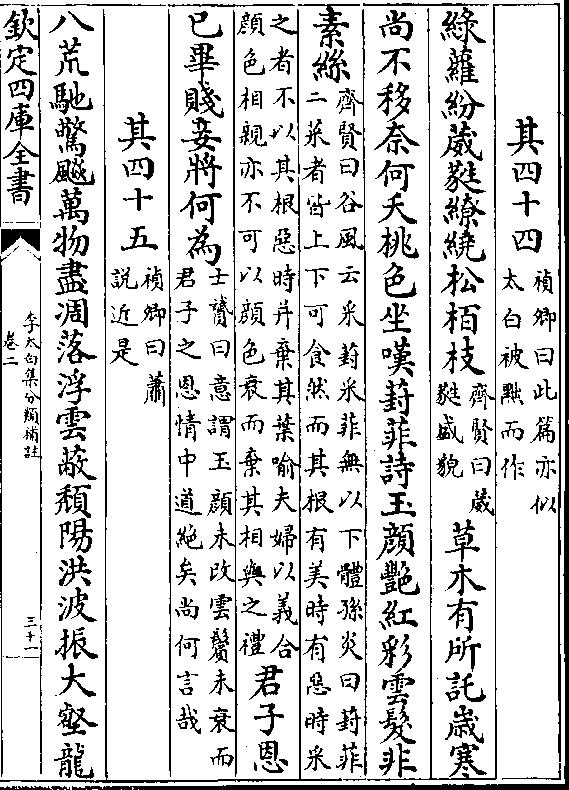 其四十四 禎卿曰此篇亦似太白被黜而作
綠蘿紛葳蕤繚繞松栢枝 齊賢曰葳蕤盛貌 草木有所託嵗寒
尚不移奈何夭桃色坐嘆葑菲詩玉顔艷紅彩雲髮非
素絲 齊賢曰谷風云采葑采菲無以下體孫炎曰葑菲二菜者皆上下可食然而其根有美時有惡時采
之者不以其根惡時并棄其葉喻夫婦以義合顔色相親亦不可以顔色衰而棄其相與之禮 君子恩
已畢賤妾將何為 士贇曰意謂玉顔未改雲鬢未衰而君子之恩情中道絶矣尚何言哉
其四十五 禎卿曰蕭說近是
八荒馳驚飇萬物盡凋落浮雲蔽頽陽洪波振大壑龍
欽定四庫全書
李太白集分類補註
卷二
三十一